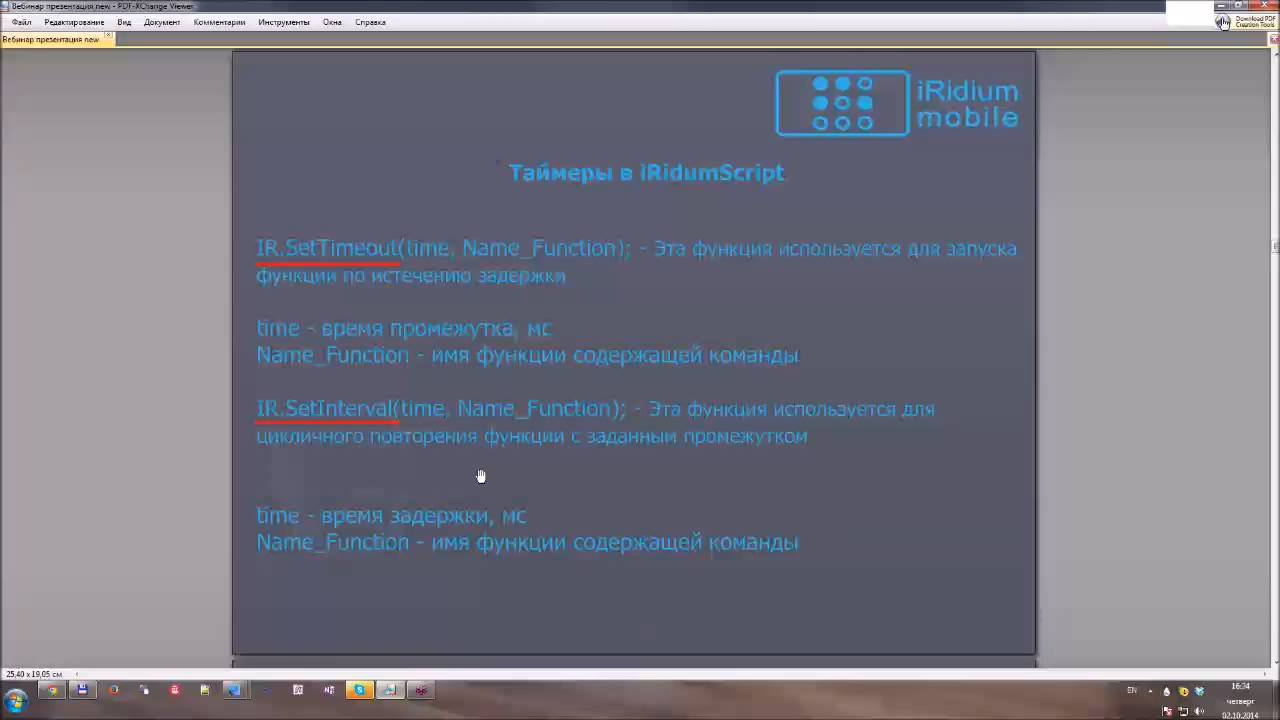 Вебинар презентация new - PDF-XChange Viewer
Файл Редактирование Вид Документ Комментарии Инструменты Окна Справка
Download PDF
Creation Tools
Вебинар презентация new
iRidium
mobile
Таймеры в iRidumScript
IR.SetTimeout(time, Name_Function); - Эта функция используется для запуска
функции по истечению задержки
time - время промежутка, мс
Name_Function - имя функции содержащей команды
IR.SetInterval(time, Name_Function); - Эта функция используется для
цикличного повторения функции с заданным промежутком
time - время задержки, мс
Name_Function - имя функции содержащей команды
25,40 x 19,05 см
EN
16:34
четверг
02.10.2014